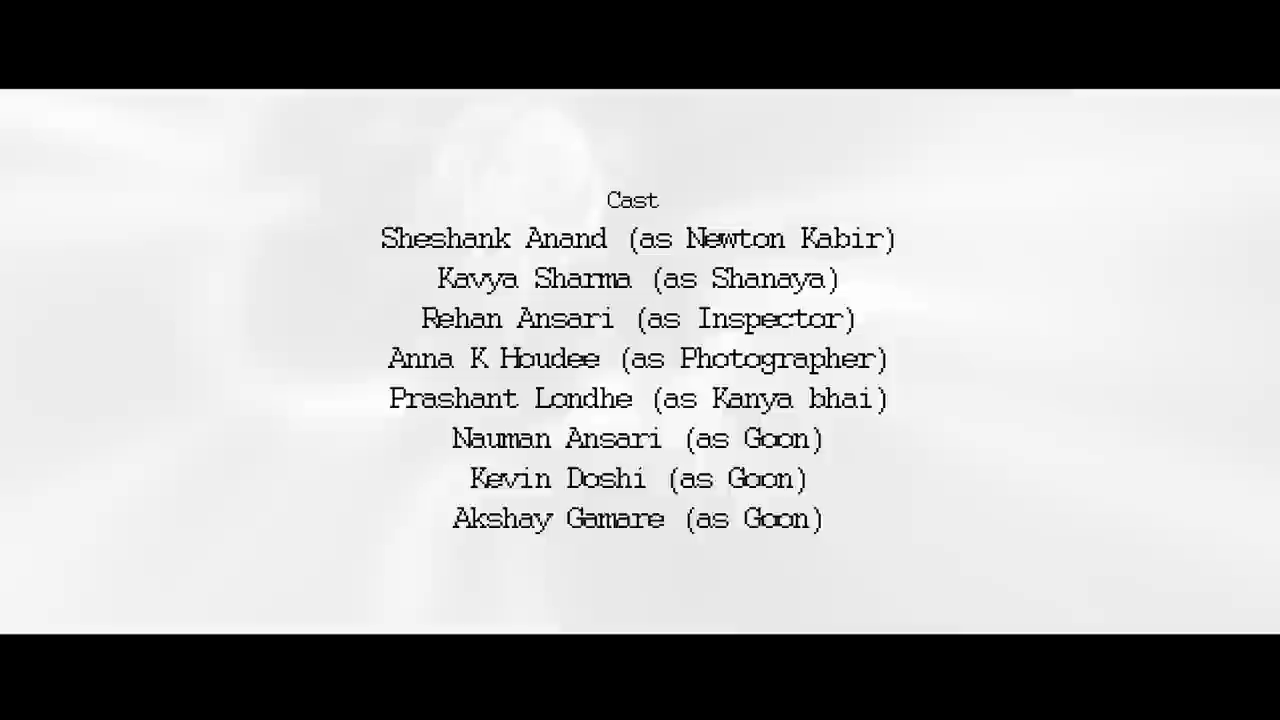 Cast
Sheshank Anand (as Newton Kabir)
Kavya Sharma (as Shanaya)
Rehan Ansari (as Inspector)
Anna K Houdee (as Photographer)
Prashant Londhe (as Kanya bhai)
Nauman Ansari (as Goon)
Kevin Doshi (as Goon)
Akshay Gamare (as Goon)